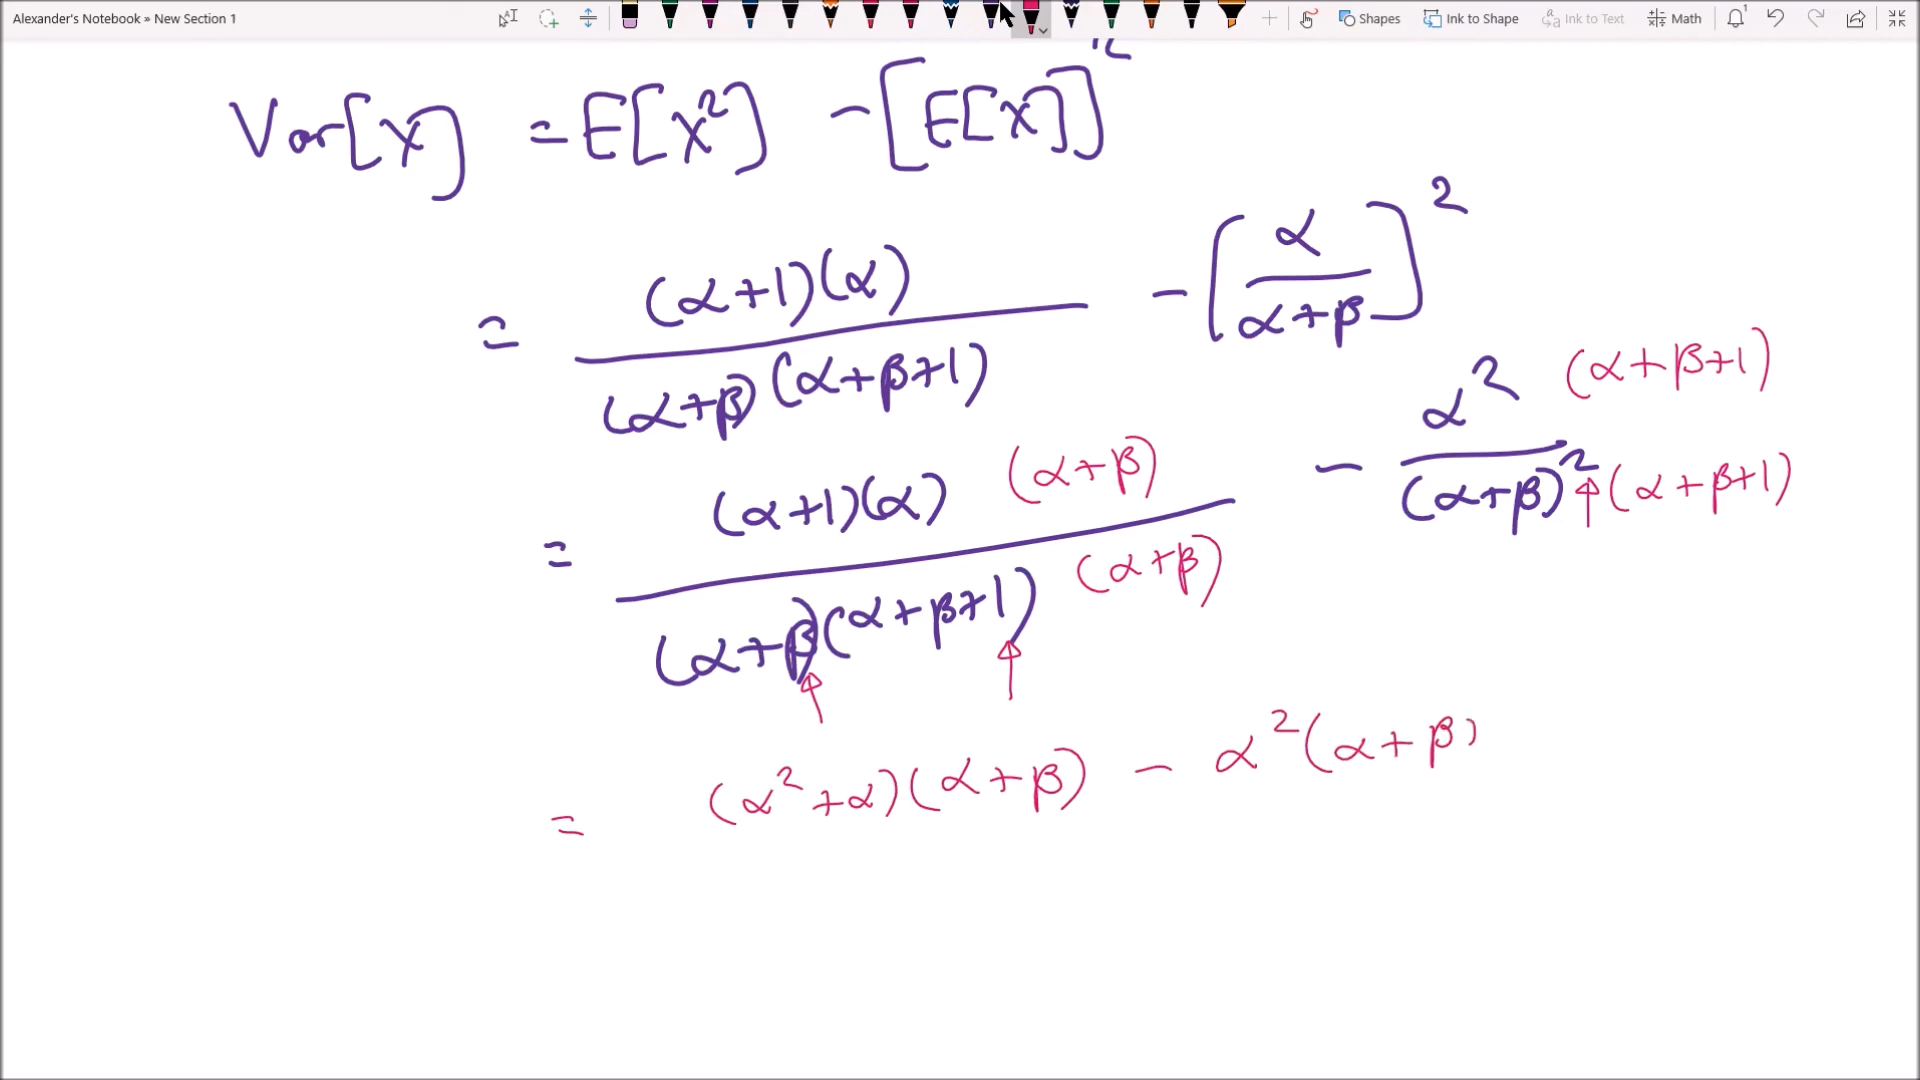 Alexander's Notebook » New Section 1
Shapes Ink to Shape Ink to Text Math
Var[X] = E[X²] - [E[X]]²
= (α+1)(α) / (α+β)(α+β+1) - [α / α+β]²
= (α+1)(α) (α+β) / (α+β)(α+β+1) (α+β) - α² (α+β+1) / (α+β)² (α+β+1)
= (α²+α)(α+β) - α²(α+β)